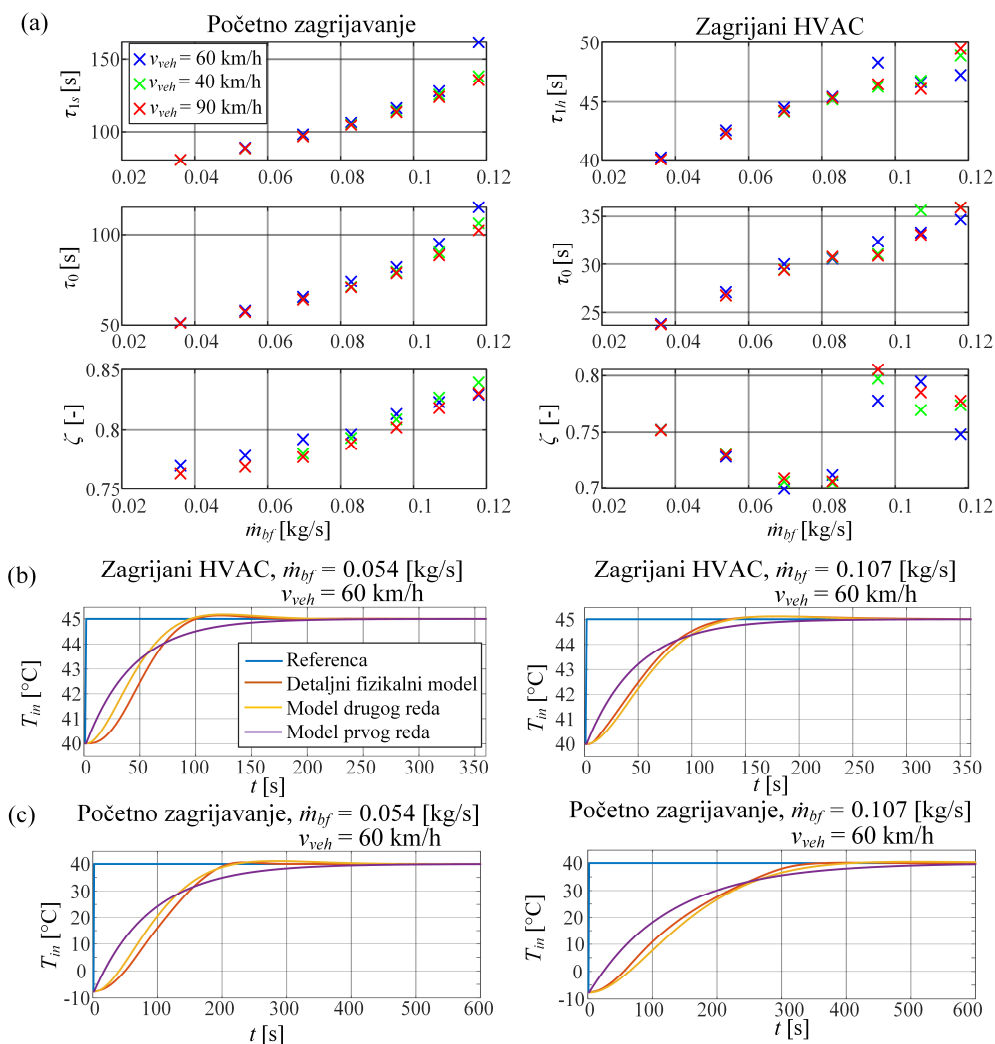 (a)
Početno zagrijavanje
Zagrijani HVAC
v_veh = 60 km/h
v_veh = 40 km/h
v_veh = 90 km/h
τ_1s [s]
150
100
0.02 0.04 0.06 0.08 0.1 0.12
τ_1h [s]
50
45
40
0.02 0.04 0.06 0.08 0.1 0.12
τ_0 [s]
100
50
0.02 0.04 0.06 0.08 0.1 0.12
τ_0 [s]
35
30
25
0.02 0.04 0.06 0.08 0.1 0.12
ζ [-]
0.85
0.8
0.75
0.02 0.04 0.06 0.08 0.1 0.12
ṁ_bf [kg/s]
ζ [-]
0.8
0.75
0.7
0.02 0.04 0.06 0.08 0.1 0.12
ṁ_bf [kg/s]
(b)
Zagrijani HVAC, ṁ_bf = 0.054 [kg/s]
v_veh = 60 km/h
T_in [°C]
45
44
43
42
41
40
Referenca
Detaljni fizikalni model
Model drugog reda
Model prvog reda
0 50 100 150 200 250 300 350
t [s]
Zagrijani HVAC, ṁ_bf = 0.107 [kg/s]
v_veh = 60 km/h
T_in [°C]
45
44
43
42
41
40
0 50 100 150 200 250 300 350
t [s]
(c)
Početno zagrijavanje, ṁ_bf = 0.054 [kg/s]
v_veh = 60 km/h
T_in [°C]
40
30
20
10
0
-10
0 100 200 300 400 500 600
t [s]
Početno zagrijavanje, ṁ_bf = 0.107 [kg/s]
v_veh = 60 km/h
T_in [°C]
40
30
20
10
0
-10
0 100 200 300 400 500 600
t [s]